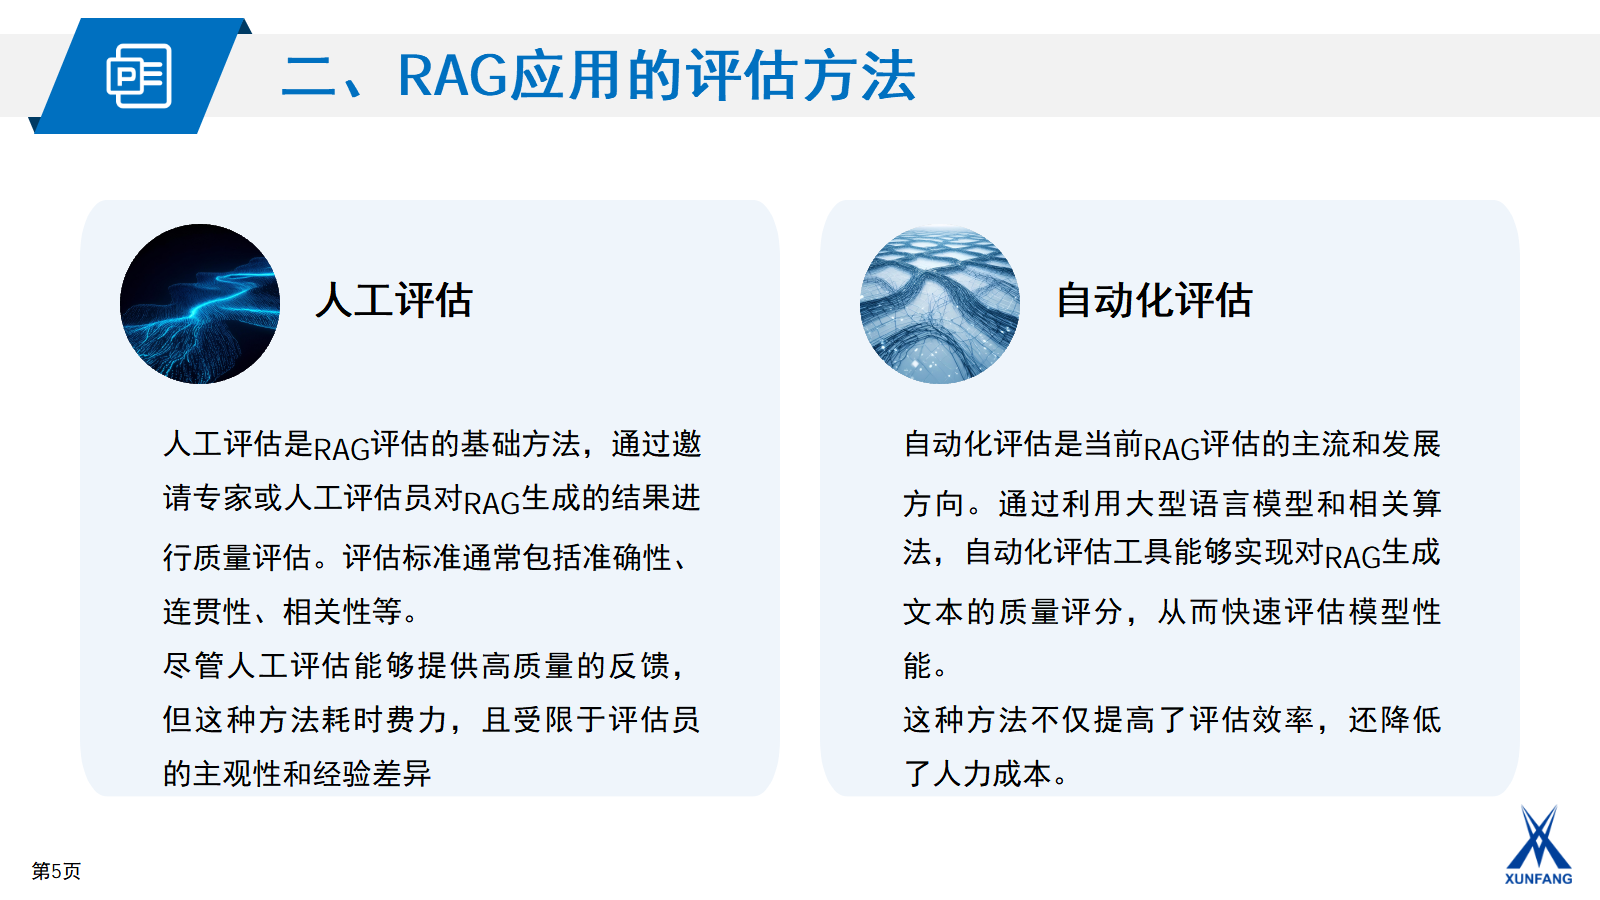 二、RAG应用的评估方法
人工评估
人工评估是RAG评估的基础方法，通过邀
请专家或人工评估员对RAG生成的结果进
行质量评估。评估标准通常包括准确性、
连贯性、相关性等。
尽管人工评估能够提供高质量的反馈，
但这种方法耗时费力，且受限于评估员
的主观性和经验差异
自动化评估
自动化评估是当前RAG评估的主流和发展
方向。通过利用大型语言模型和相关算
法，自动化评估工具能够实现对RAG生成
文本的质量评分，从而快速评估模型性
能。
这种方法不仅提高了评估效率，还降低
了人力成本。
第5页
XUNFANG